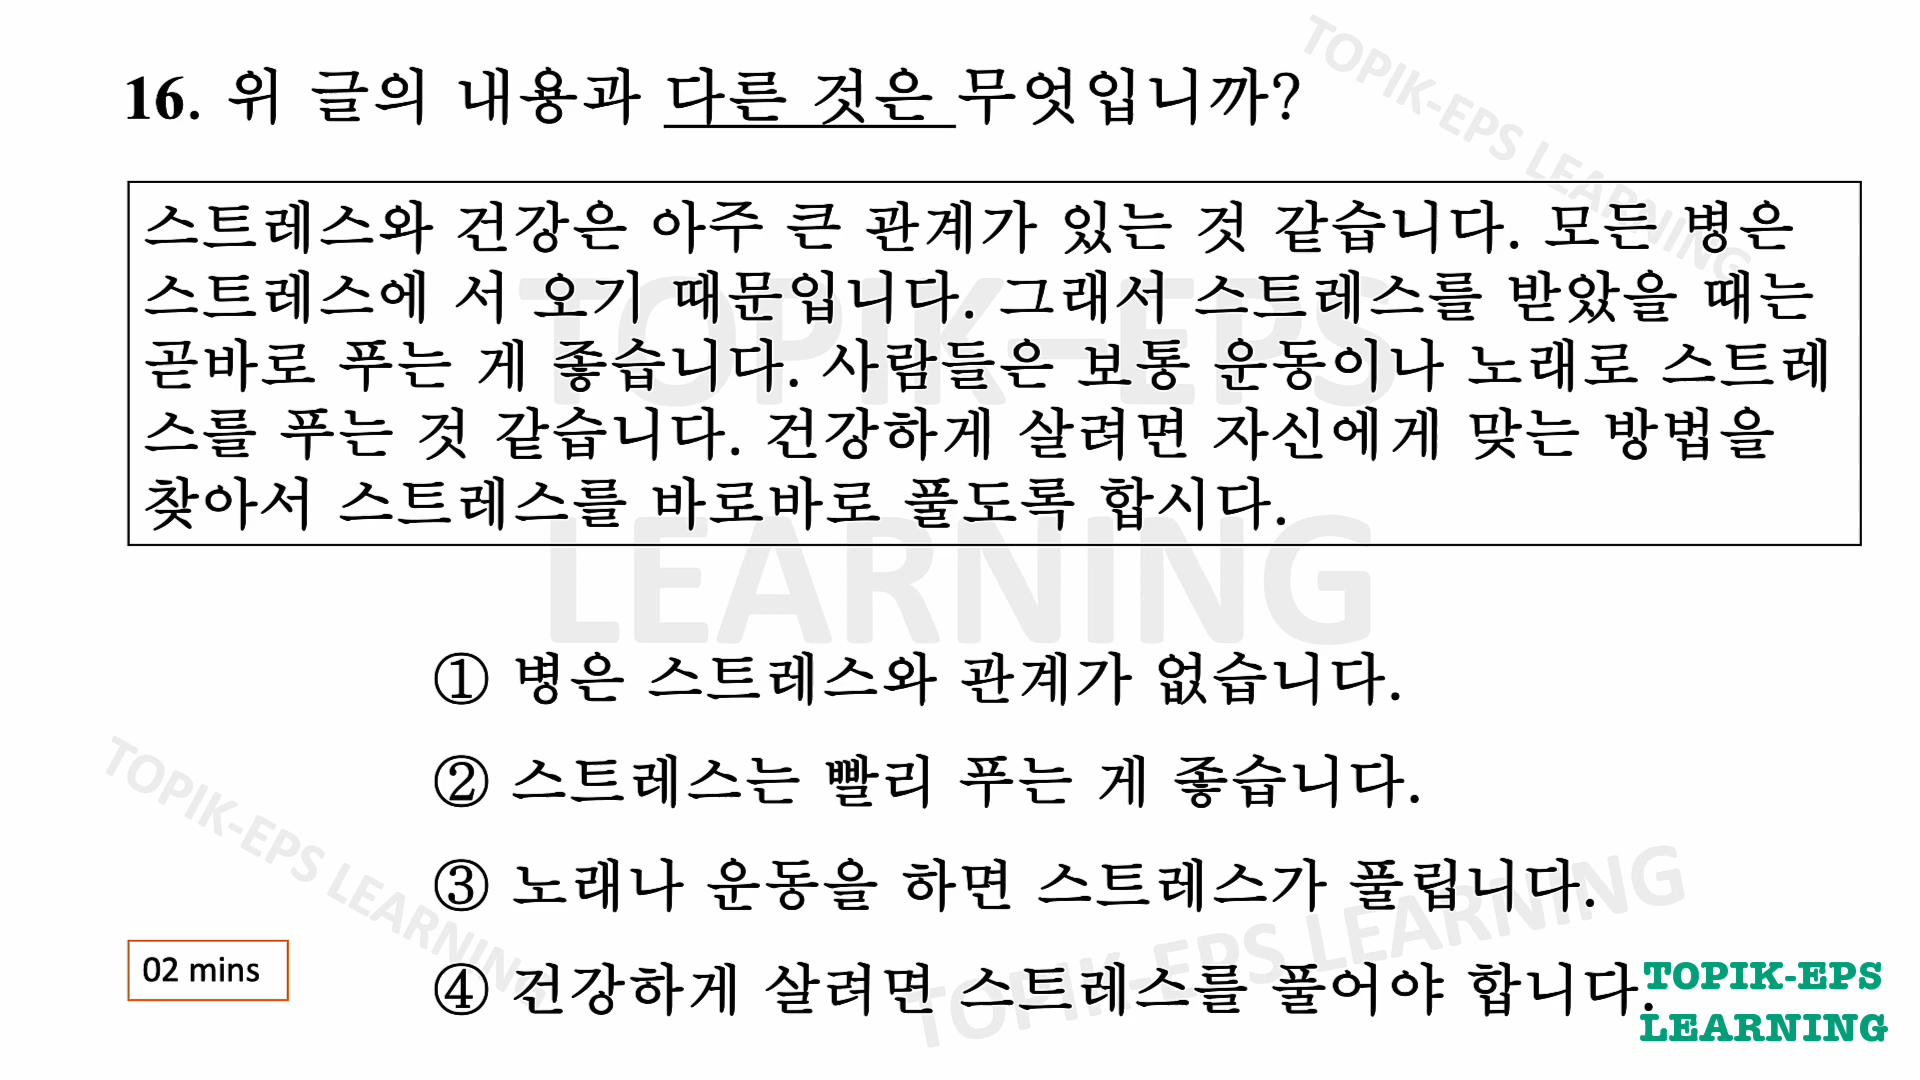 16. 위 글의 내용과 다른 것은 무엇입니까?
스트레스와 건강은 아주 큰 관계가 있는 것 같습니다. 모든 병은
스트레스에 서 오기 때문입니다. 그래서 스트레스를 받았을 때는
곧바로 푸는 게 좋습니다. 사람들은 보통 운동이나 노래로 스트레
스를 푸는 것 같습니다. 건강하게 살려면 자신에게 맞는 방법을
찾아서 스트레스를 바로바로 풀도록 합시다.
① 병은 스트레스와 관계가 없습니다.
② 스트레스는 빨리 푸는 게 좋습니다.
③ 노래나 운동을 하면 스트레스가 풀립니다.
④ 건강하게 살려면 스트레스를 풀어야 합니다.
02 mins
TOPIK-EPS
LEARNING
TOPIK-EPS LEARNING
TOPIK-EPS
LEARNING
TOPIK-EPS LEARNING
TOPIK-EPS LEARNING